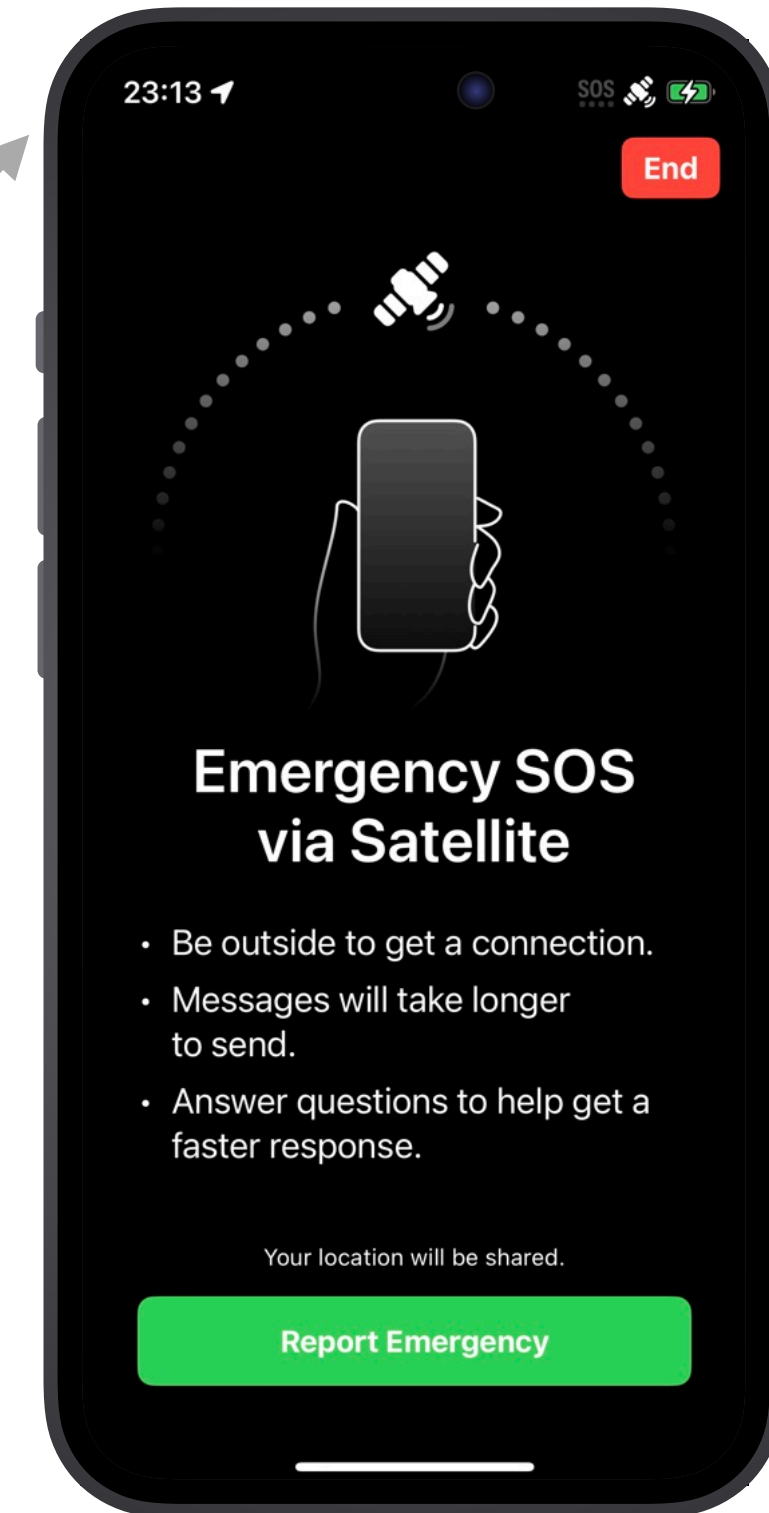 23:13
SOS
End
Emergency SOS
via Satellite
• Be outside to get a connection.
• Messages will take longer
to send.
• Answer questions to help get a
faster response.
Your location will be shared.
Report Emergency